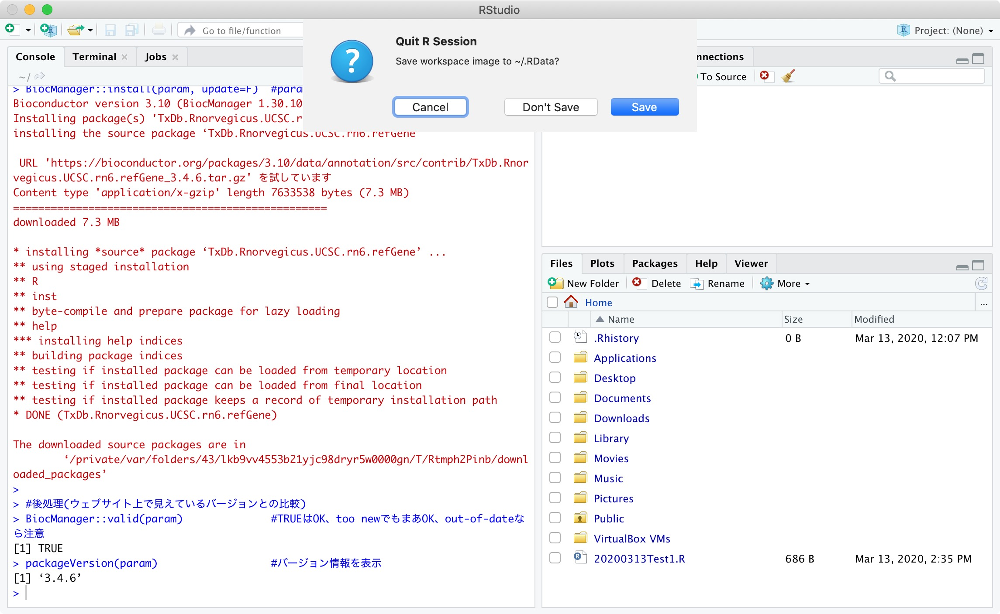 RStudio
Go to file/function
Project: (None)
Quit R Session
Save workspace image to ~/.RData?
Cancel
Don't Save
Save
Console
Terminal
Jobs
~/
> BiocManager::install(param, update=F)  #para
Bioconductor version 3.10 (BiocManager 1.30.10
Installing package(s) 'TxDb.Rnorvegicus.UCSC.r
installing the source package ‘TxDb.Rnorvegicus.UCSC.rn6.refGene’
 URL 'https://bioconductor.org/packages/3.10/data/annotation/src/contrib/TxDb.Rnor
vegicus.UCSC.rn6.refGene_3.4.6.tar.gz' を試しています
Content type 'application/x-gzip' length 7633538 bytes (7.3 MB)
==================================================
downloaded 7.3 MB
* installing *source* package ‘TxDb.Rnorvegicus.UCSC.rn6.refGene’ ...
** using staged installation
** R
** inst
** byte-compile and prepare package for lazy loading
** help
*** installing help indices
** building package indices
** testing if installed package can be loaded from temporary location
** testing if installed package can be loaded from final location
** testing if installed package keeps a record of temporary installation path
* DONE (TxDb.Rnorvegicus.UCSC.rn6.refGene)
The downloaded source packages are in
‘/private/var/folders/43/lkb9vv4553b21yjc98dryr5w0000gn/T/Rtmph2Pinb/downl
oaded_packages’
>
> #後処理(ウェブサイト上で見えているバージョンとの比較)
> BiocManager::valid(param)              #TRUEはOK、too newでもまあOK、out-of-dateな
ら注意
[1] TRUE
> packageVersion(param)                  #バージョン情報を表示
[1] ‘3.4.6’
>
nnections
To Source
Files
Plots
Packages
Help
Viewer
New Folder
Delete
Rename
More
Home
...
Name Size Modified
.Rhistory 0 B Mar 13, 2020, 12:07 PM
Applications
Desktop
Documents
Downloads
Library
Movies
Music
Pictures
Public
VirtualBox VMs
20200313Test1.R 686 B Mar 13, 2020, 2:35 PM